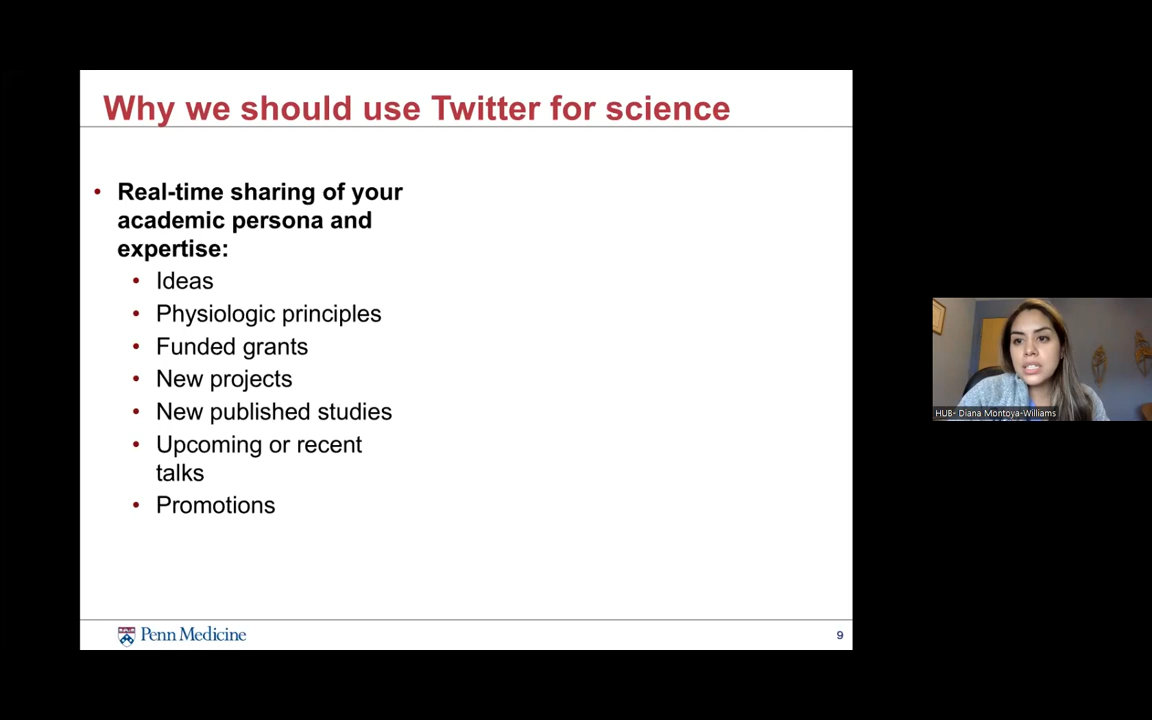 Why we should use Twitter for science
• Real-time sharing of your
academic persona and
expertise:
• Ideas
• Physiologic principles
• Funded grants
• New projects
• New published studies
• Upcoming or recent
talks
• Promotions
Penn Medicine
9
HUB- Diana Montoya-Williams